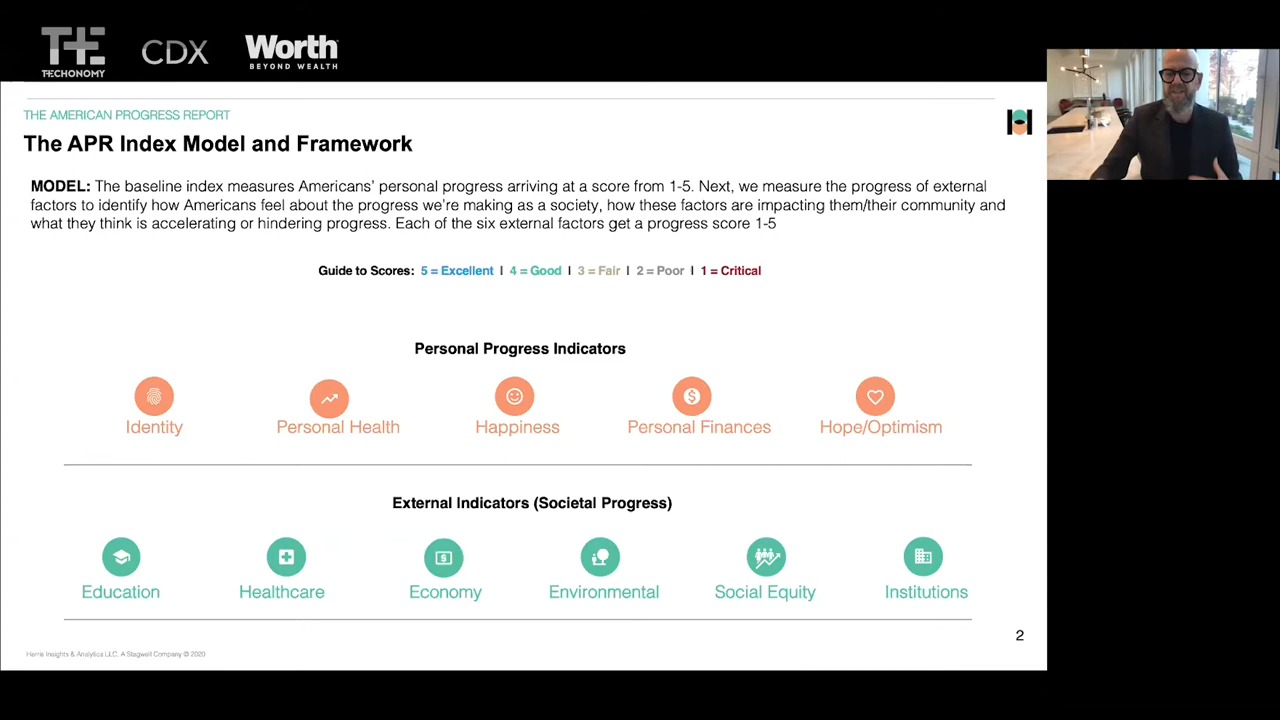 T+E
TECHONOMY
CDX
Worth
BEYOND WEALTH
THE AMERICAN PROGRESS REPORT
The APR Index Model and Framework
MODEL: The baseline index measures Americans' personal progress arriving at a score from 1-5. Next, we measure the progress of external
factors to identify how Americans feel about the progress we're making as a society, how these factors are impacting them/their community and
what they think is accelerating or hindering progress. Each of the six external factors get a progress score 1-5
Guide to Scores: 5 = Excellent I 4 = Good I 3 = Fair I 2 = Poor I 1 = Critical
Personal Progress Indicators
Identity Personal Health Happiness Personal Finances Hope/Optimism
External Indicators (Societal Progress)
Education Healthcare Economy Environmental Social Equity Institutions
2
Harris Insights & Analytics LLC, A Stagwell Company © 2020